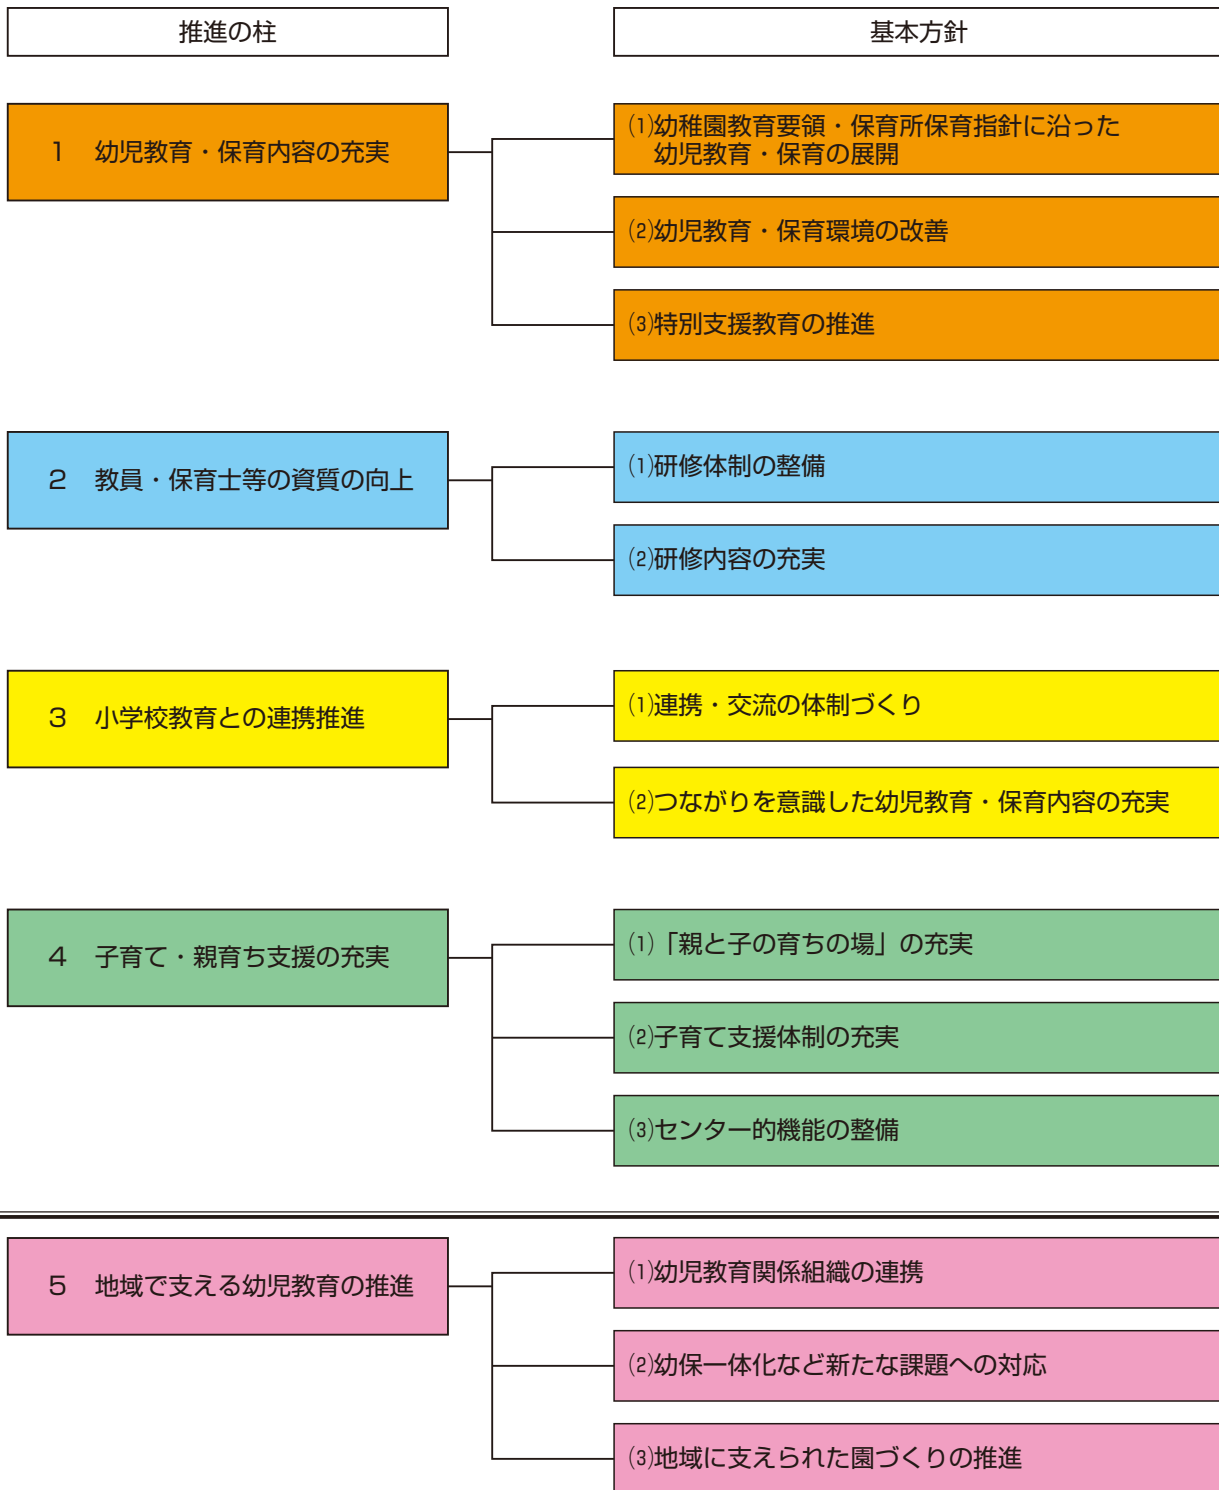 推進の柱
基本方針
1 幼児教育・保育内容の充実
⑴幼稚園教育要領・保育所保育指針に沿った
幼児教育・保育の展開
⑵幼児教育・保育環境の改善
⑶特別支援教育の推進
2 教員・保育士等の資質の向上
⑴研修体制の整備
⑵研修内容の充実
3 小学校教育との連携推進
⑴連携・交流の体制づくり
⑵つながりを意識した幼児教育・保育内容の充実
4 子育て・親育ち支援の充実
⑴「親と子の育ちの場」の充実
⑵子育て支援体制の充実
⑶センター的機能の整備
5 地域で支える幼児教育の推進
⑴幼児教育関係組織の連携
⑵幼保一体化など新たな課題への対応
⑶地域に支えられた園づくりの推進